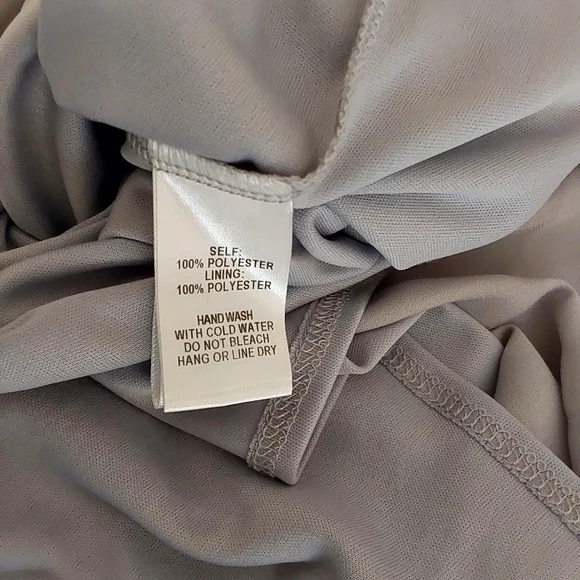 SELF:
100% POLYESTER
LINING:
100% POLYESTER
HAND WASH
WITH COLD WATER
DO NOT BLEACH
HANG OR LINE DRY